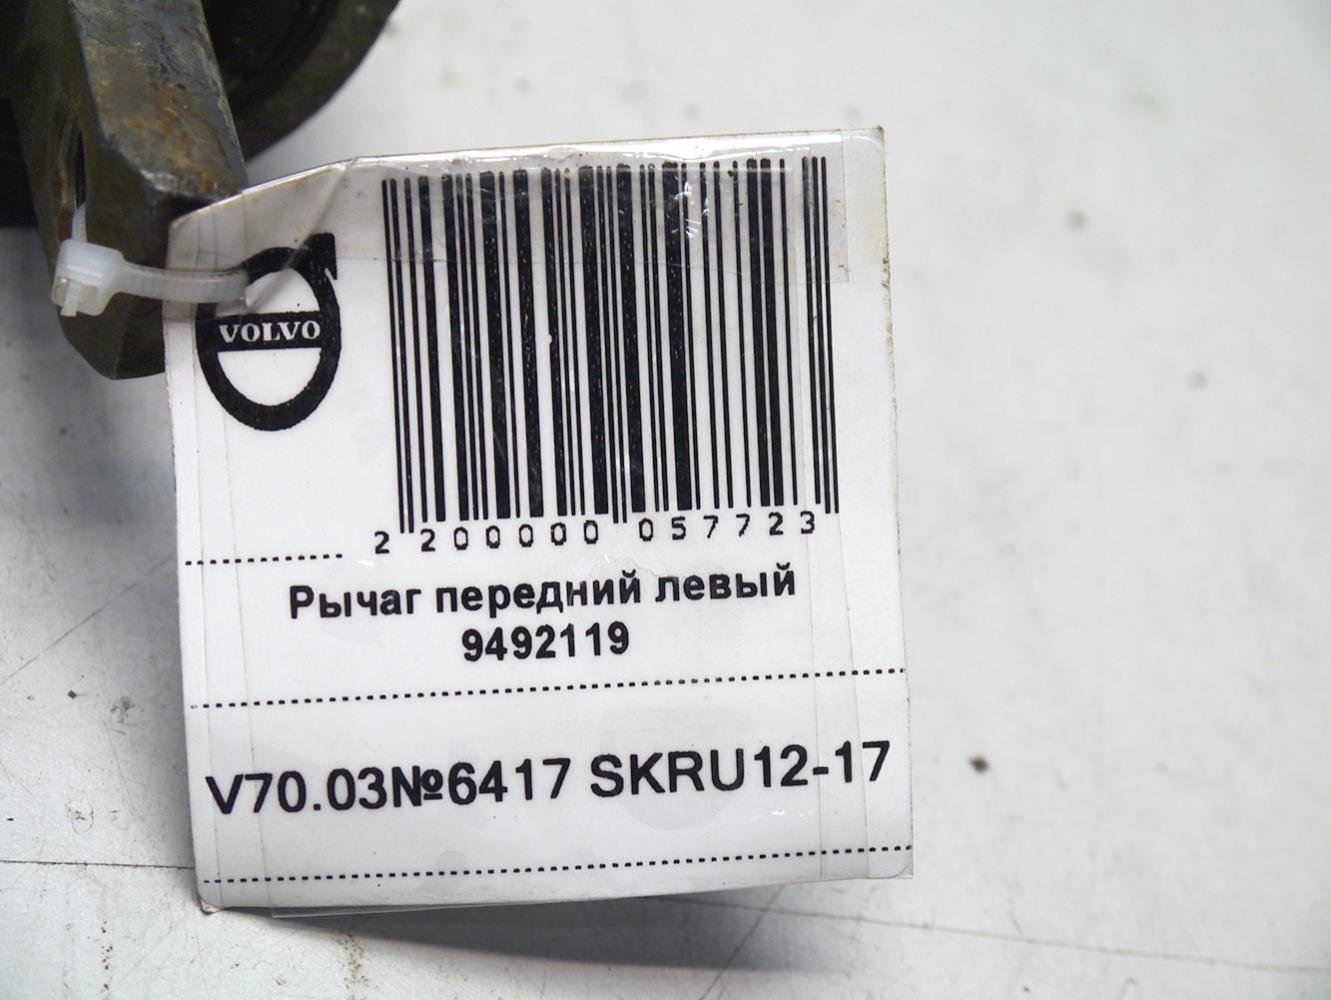 VOLVO
2 200000 057723
Рычаг передний левый
9492119
V70.03№6417 SKRU12-17